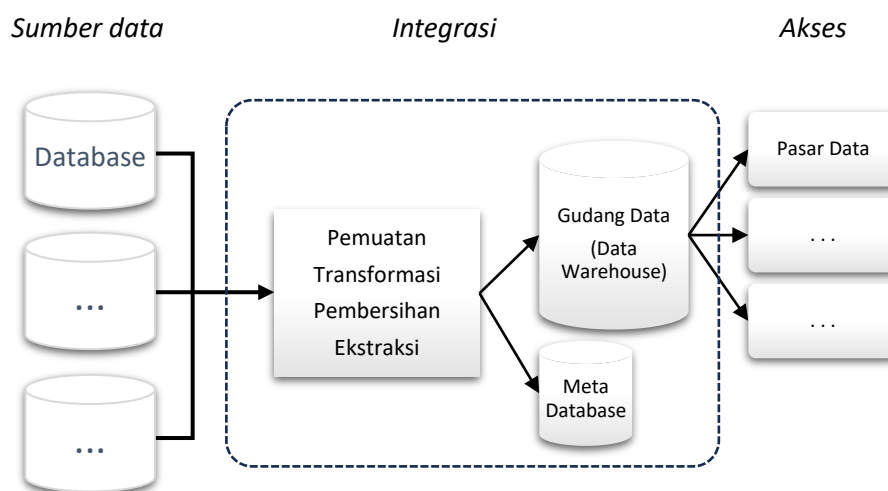 Sumber data
Integrasi
Akses
Database
...
...
Pemuatan
Transformasi
Pembersihan
Ekstraksi
Gudang Data
(Data
Warehouse)
Meta
Database
Pasar Data
. . .
. . .